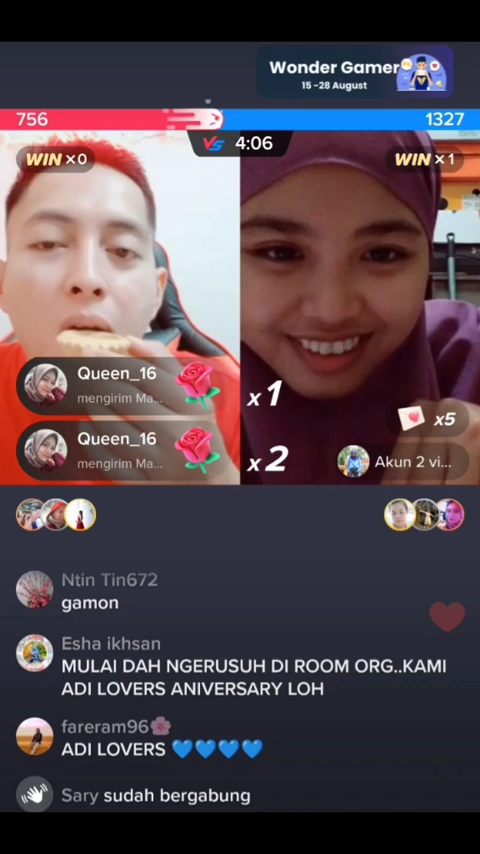 Wonder Gamer
15 -28 August
756
1327
VS 4:06
WIN ×0
WIN ×1
Queen_16
mengirim Ma...
x1
x5
Queen_16
mengirim Ma...
x2
Akun 2 vi...
Ntin Tin672
gamon
Esha ikhsan
MULAI DAH NGERUSUH DI ROOM ORG..KAMI
ADI LOVERS ANIVERSARY LOH
fareram96🌸
ADI LOVERS 💙💙💙💙
Sary sudah bergabung